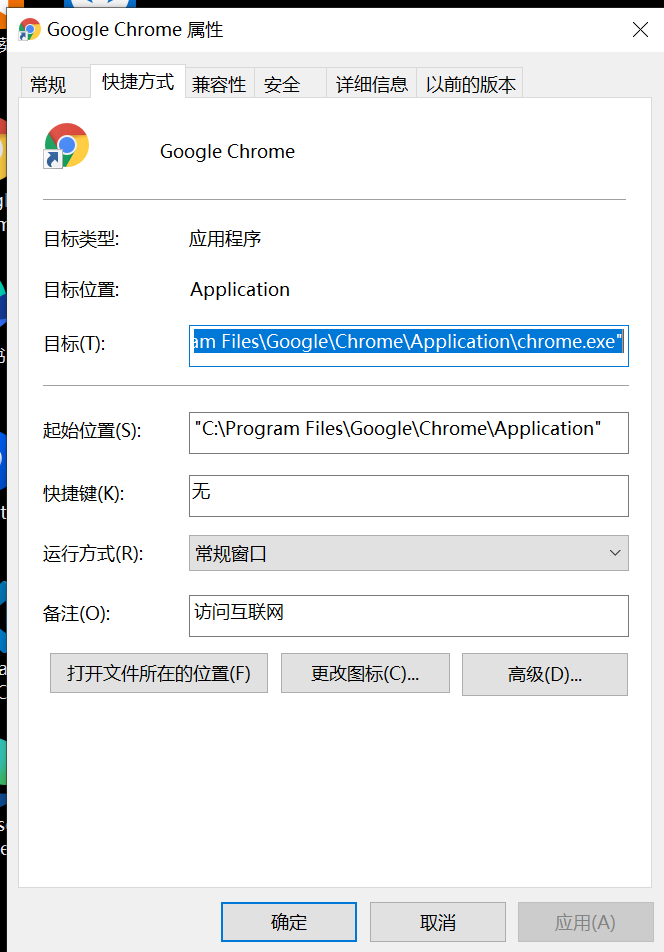 Google Chrome 属性
常规 快捷方式 兼容性 安全 详细信息 以前的版本
Google Chrome
目标类型: 应用程序
目标位置: Application
目标(T): am Files\Google\Chrome\Application\chrome.exe"
起始位置(S): "C:\Program Files\Google\Chrome\Application"
快捷键(K): 无
运行方式(R): 常规窗口
备注(O): 访问互联网
打开文件所在的位置(F) 更改图标(C)... 高级(D)...
确定 取消 应用(A)